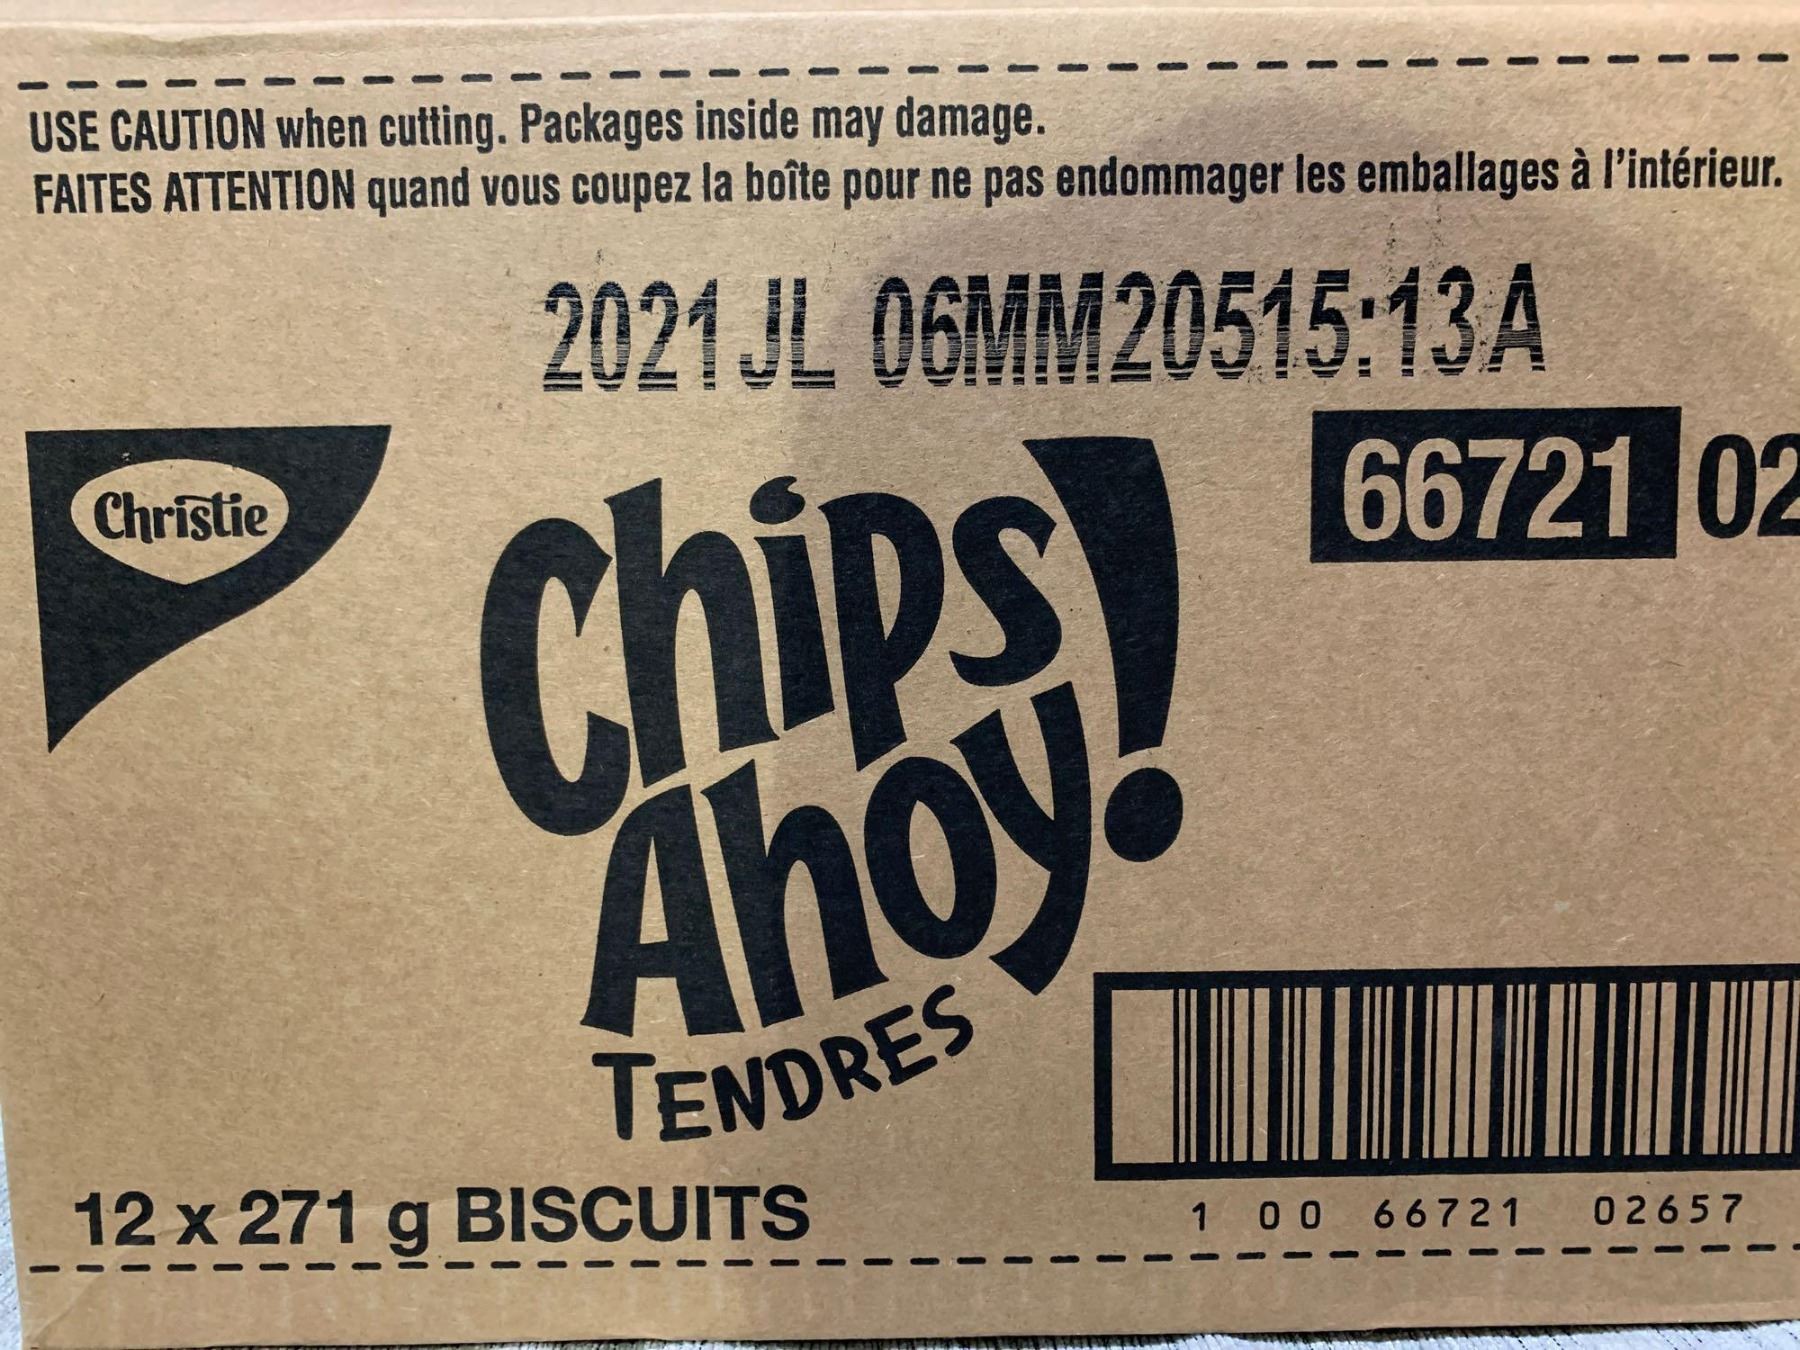 USE CAUTION when cutting. Packages inside may damage.
FAITES ATTENTION quand vous coupez la boîte pour ne pas endommager les emballages à l'intérieur.
2021 JL 06MM20515:13A
Christie
66721 02
Chips
Ahoy!
TENDRES
12 x 271 g BISCUITS
1 00 66721 02657